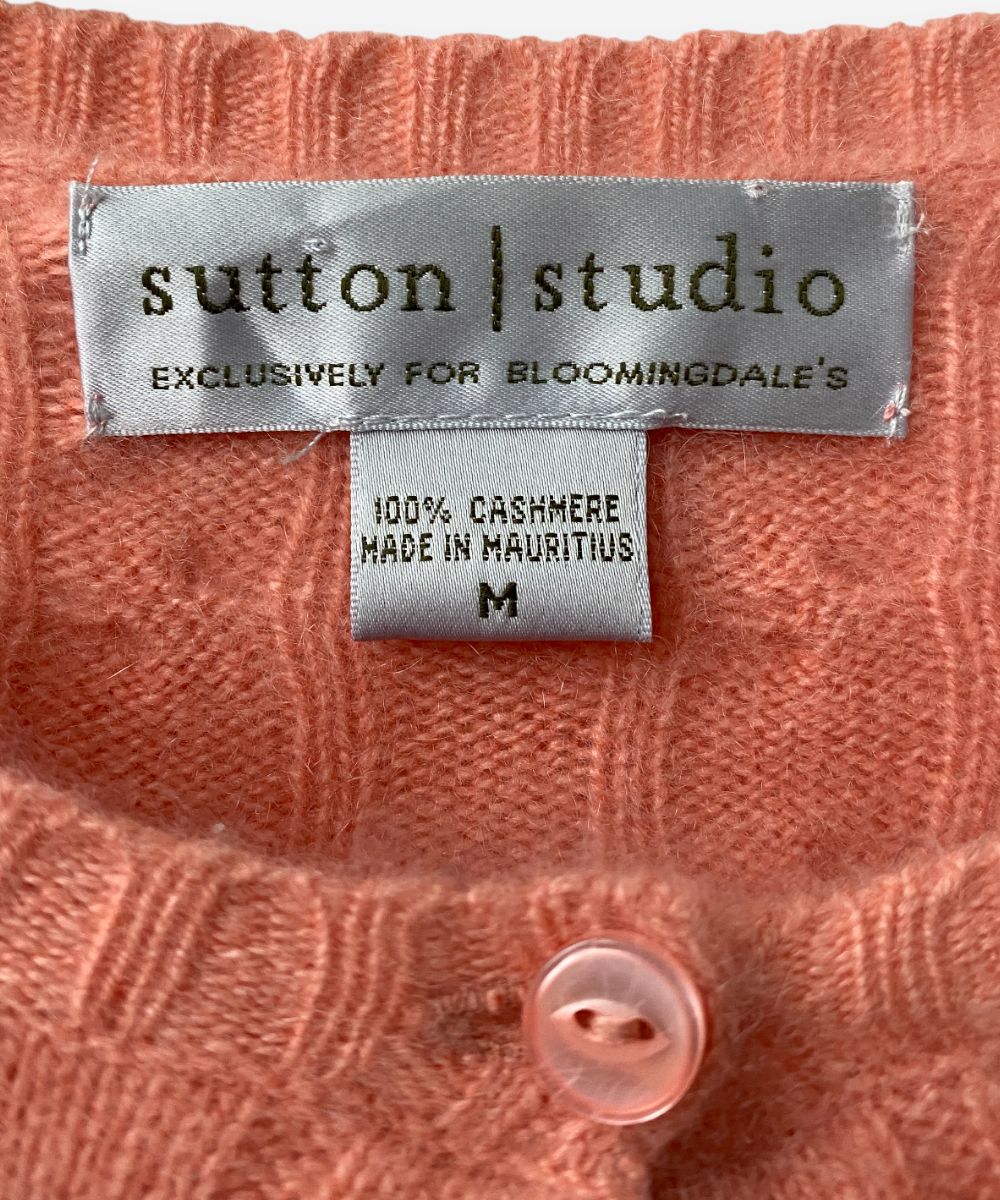 sutton | studio
EXCLUSIVELY FOR BLOOMINGDALE'S
100% CASHMERE
MADE IN MAURITIUS
M